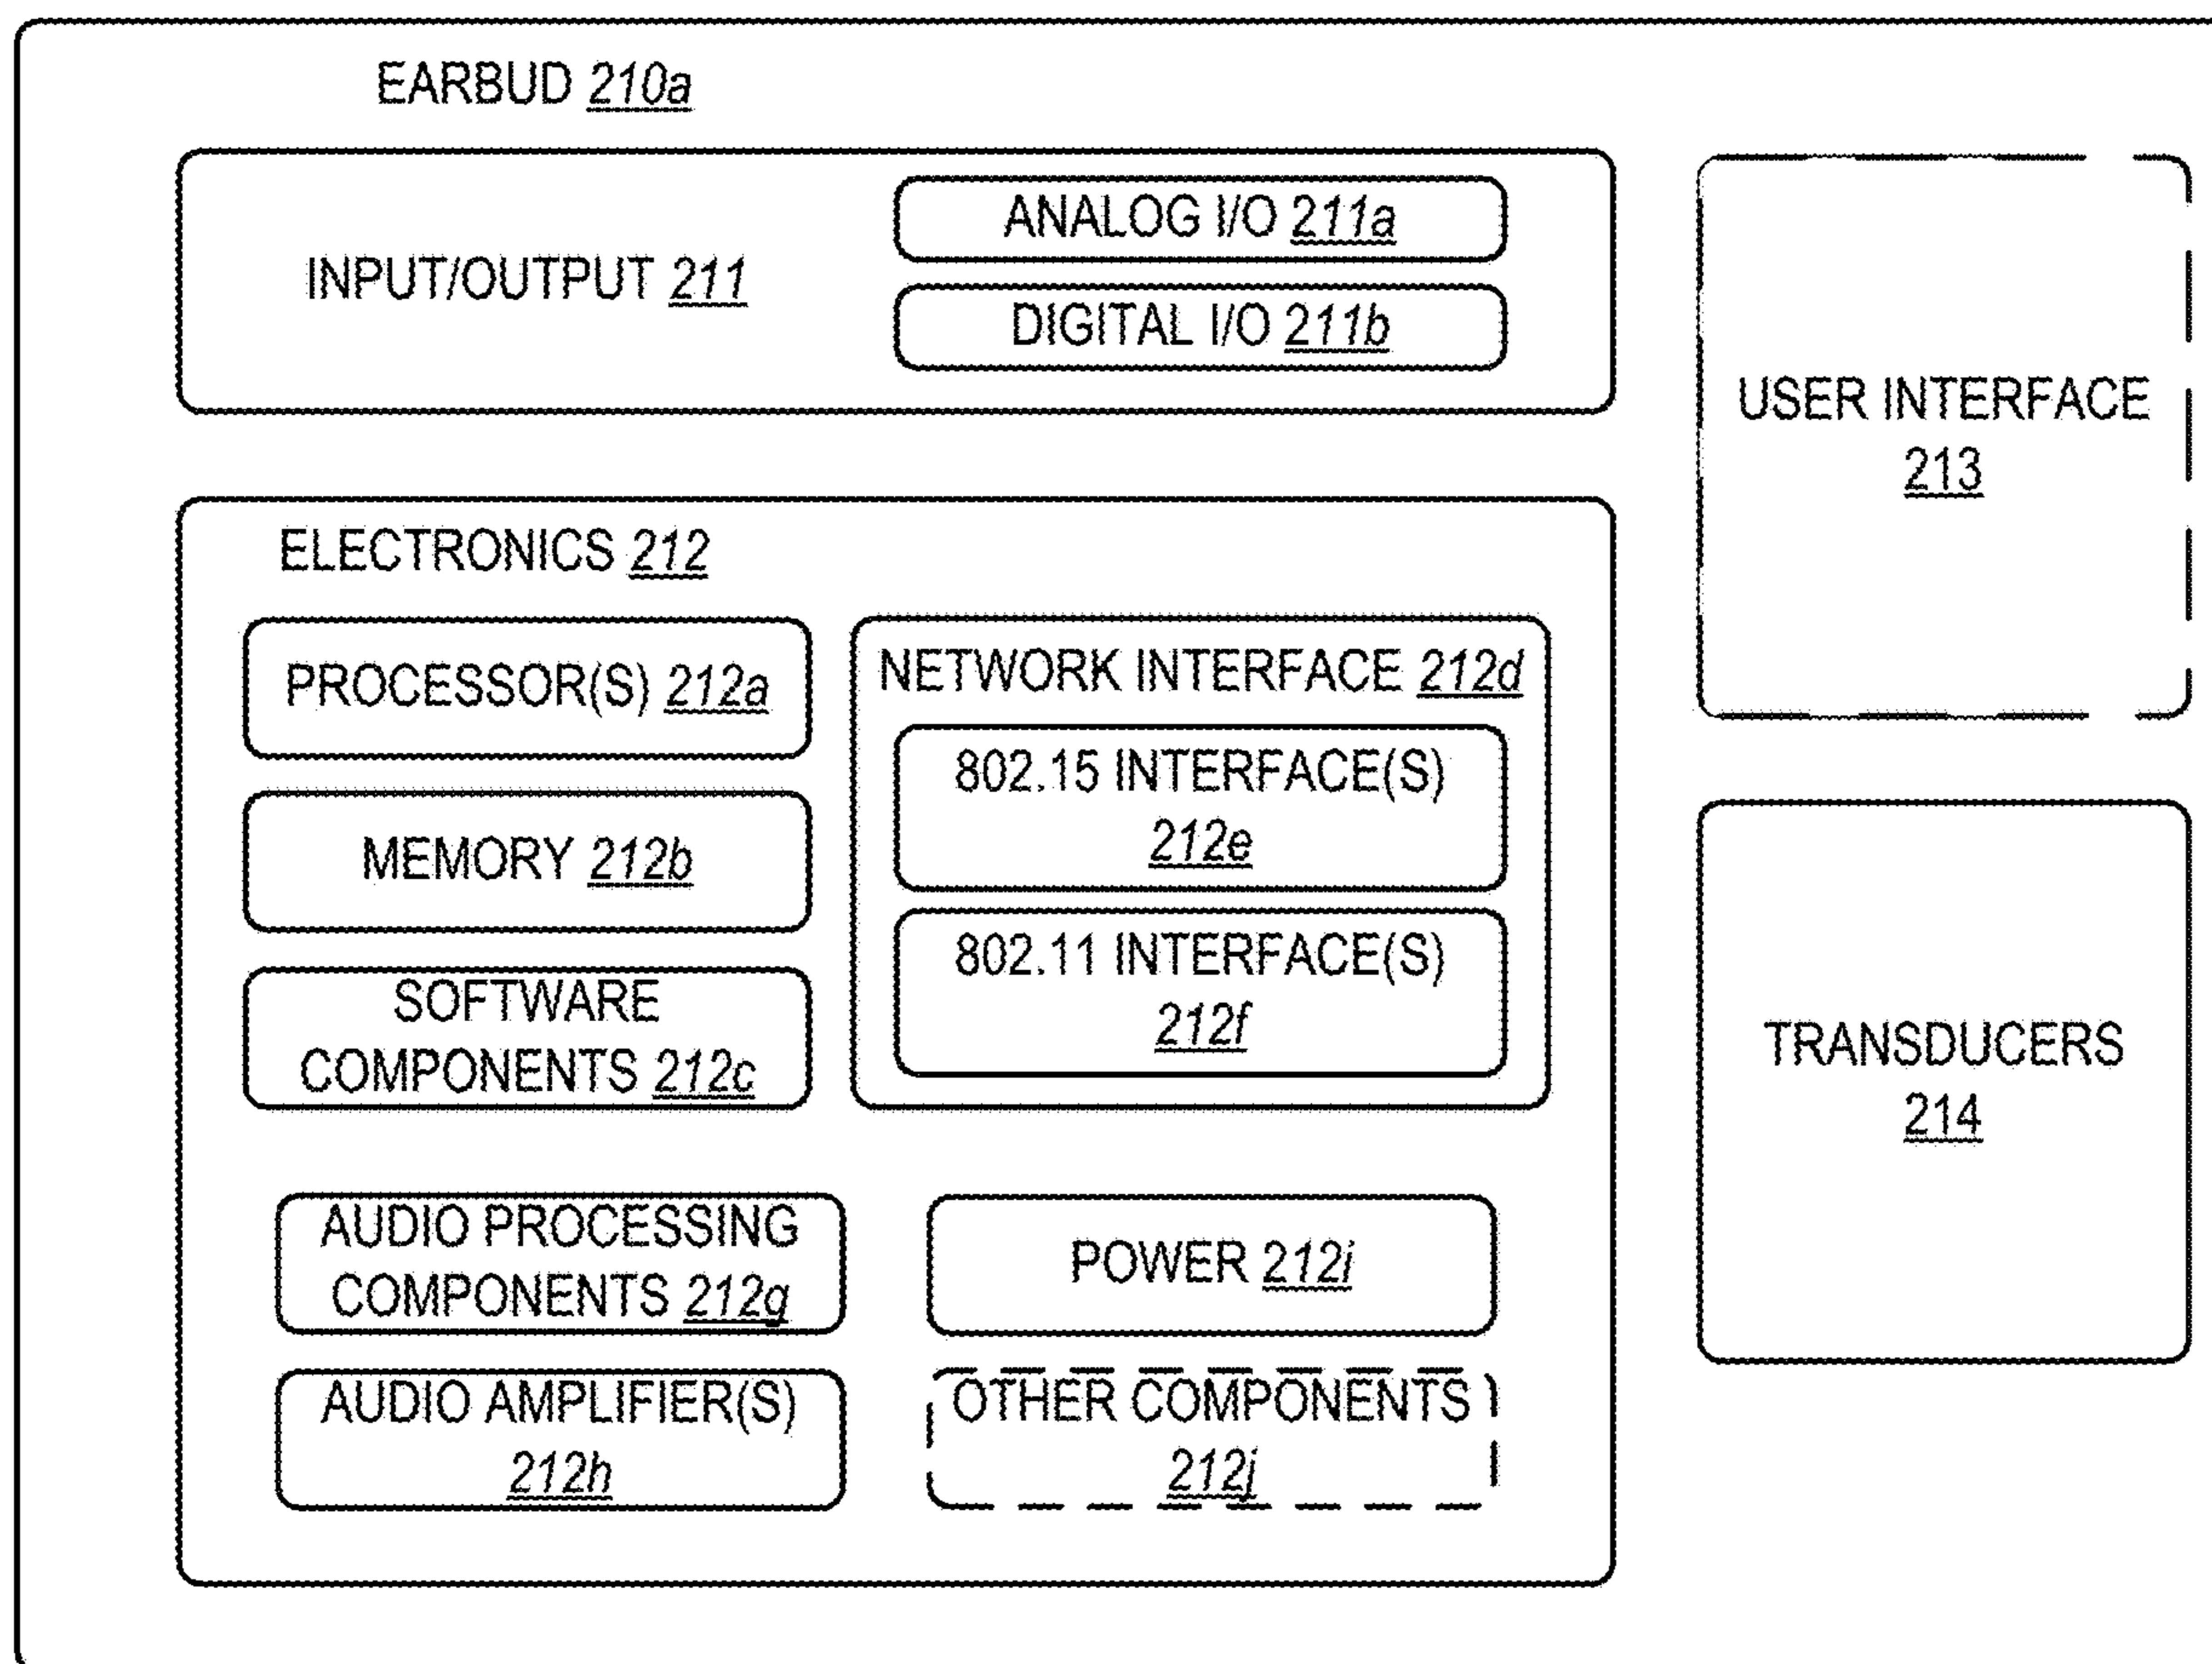 EARBUD 210a
INPUT/OUTPUT 211
ANALOG I/O 211a
DIGITAL I/O 211b
USER INTERFACE
213
ELECTRONICS 212
PROCESSOR(S) 212a
MEMORY 212b
SOFTWARE
COMPONENTS 212c
NETWORK INTERFACE 212d
802.15 INTERFACE(S)
212e
802.11 INTERFACE(S)
212f
TRANSDUCERS
214
AUDIO PROCESSING
COMPONENTS 212g
POWER 212i
AUDIO AMPLIFIER(S)
212h
OTHER COMPONENTS
212j